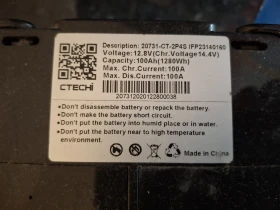 Description: 20731-CT-2P4S IFP23140160
Voltage: 12.8V(Chr.Voltage14.4V)
Capacity: 100Ah(1280Wh)
Max. Chr.Current:100A
Max. Dis.Current:100A
CTECHI
207312020122800038
•Don't disassemble battery or repack the battery.
•Don't make the battery short circuit.
•Don't put the battery into humid place or in water.
•Don't put the battery near to high temperature
environment.
Made in China